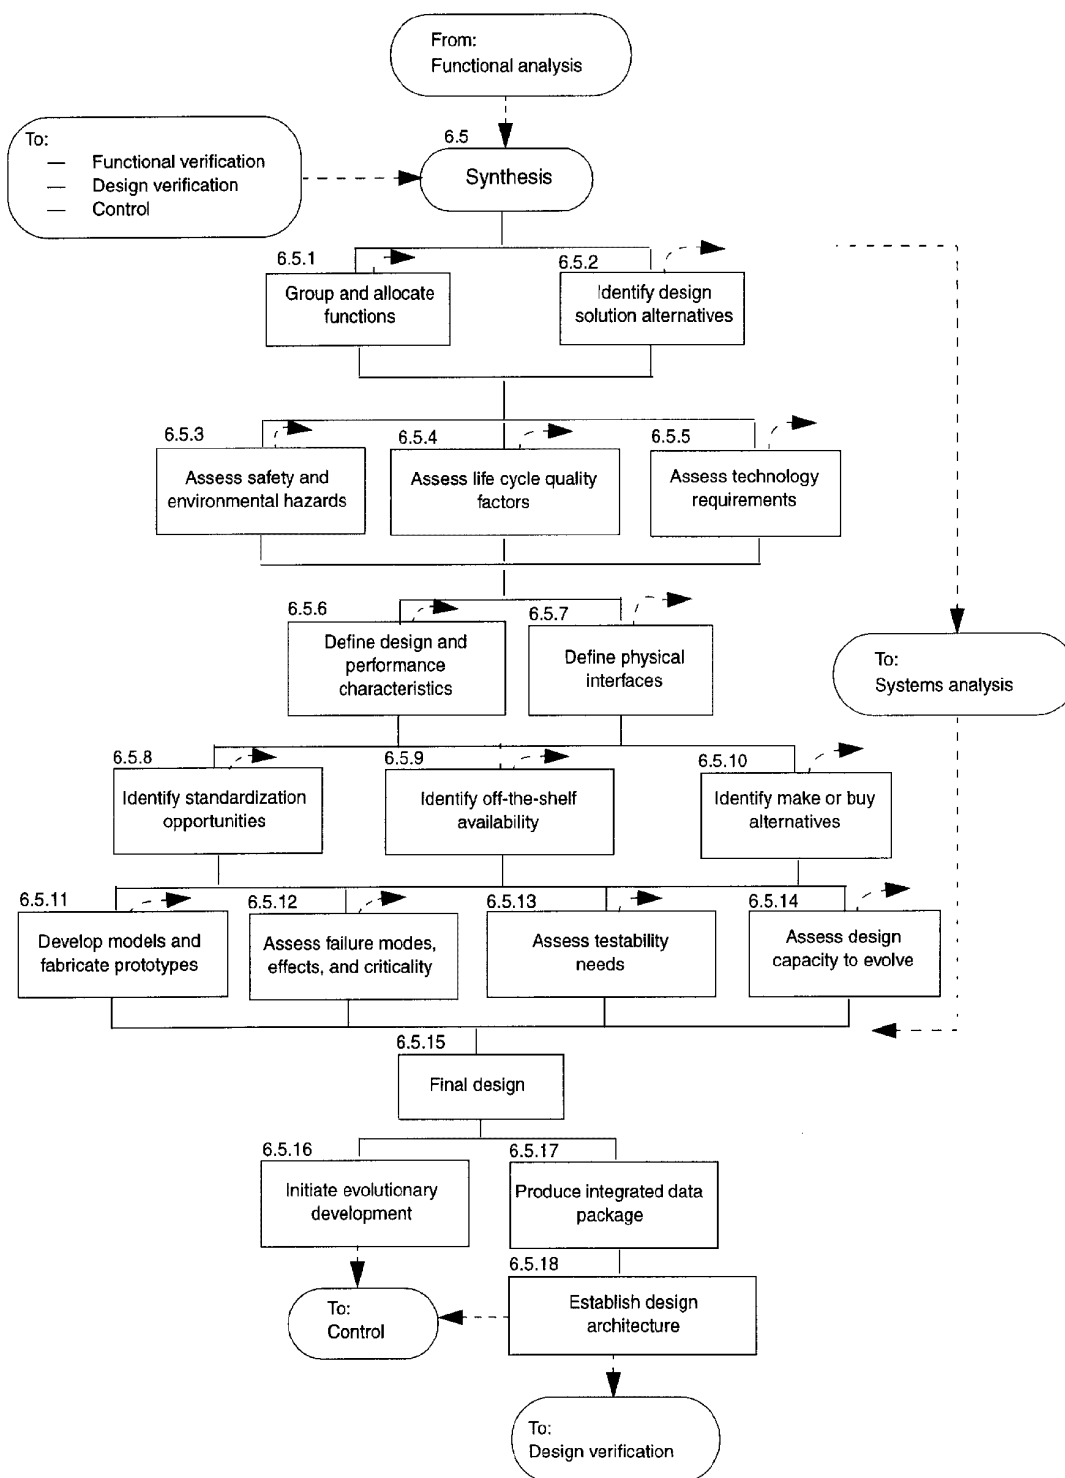 From:
Functional analysis
6.5
Synthesis
To:
— Functional verification
— Design verification
— Control
6.5.1
Group and allocate
functions
6.5.2
Identify design
solution alternatives
6.5.3
Assess safety and
environmental hazards
6.5.4
Assess life cycle quality
factors
6.5.5
Assess technology
requirements
6.5.6
Define design and
performance
characteristics
6.5.7
Define physical
interfaces
To:
Systems analysis
6.5.8
Identify standardization
opportunities
6.5.9
Identify off-the-shelf
availability
6.5.10
Identify make or buy
alternatives
6.5.11
Develop models and
fabricate prototypes
6.5.12
Assess failure modes,
effects, and criticality
6.5.13
Assess testability
needs
6.5.14
Assess design
capacity to evolve
6.5.15
Final design
6.5.16
Initiate evolutionary
development
6.5.17
Produce integrated data
package
6.5.18
Establish design
architecture
To:
Control
To:
Design verification